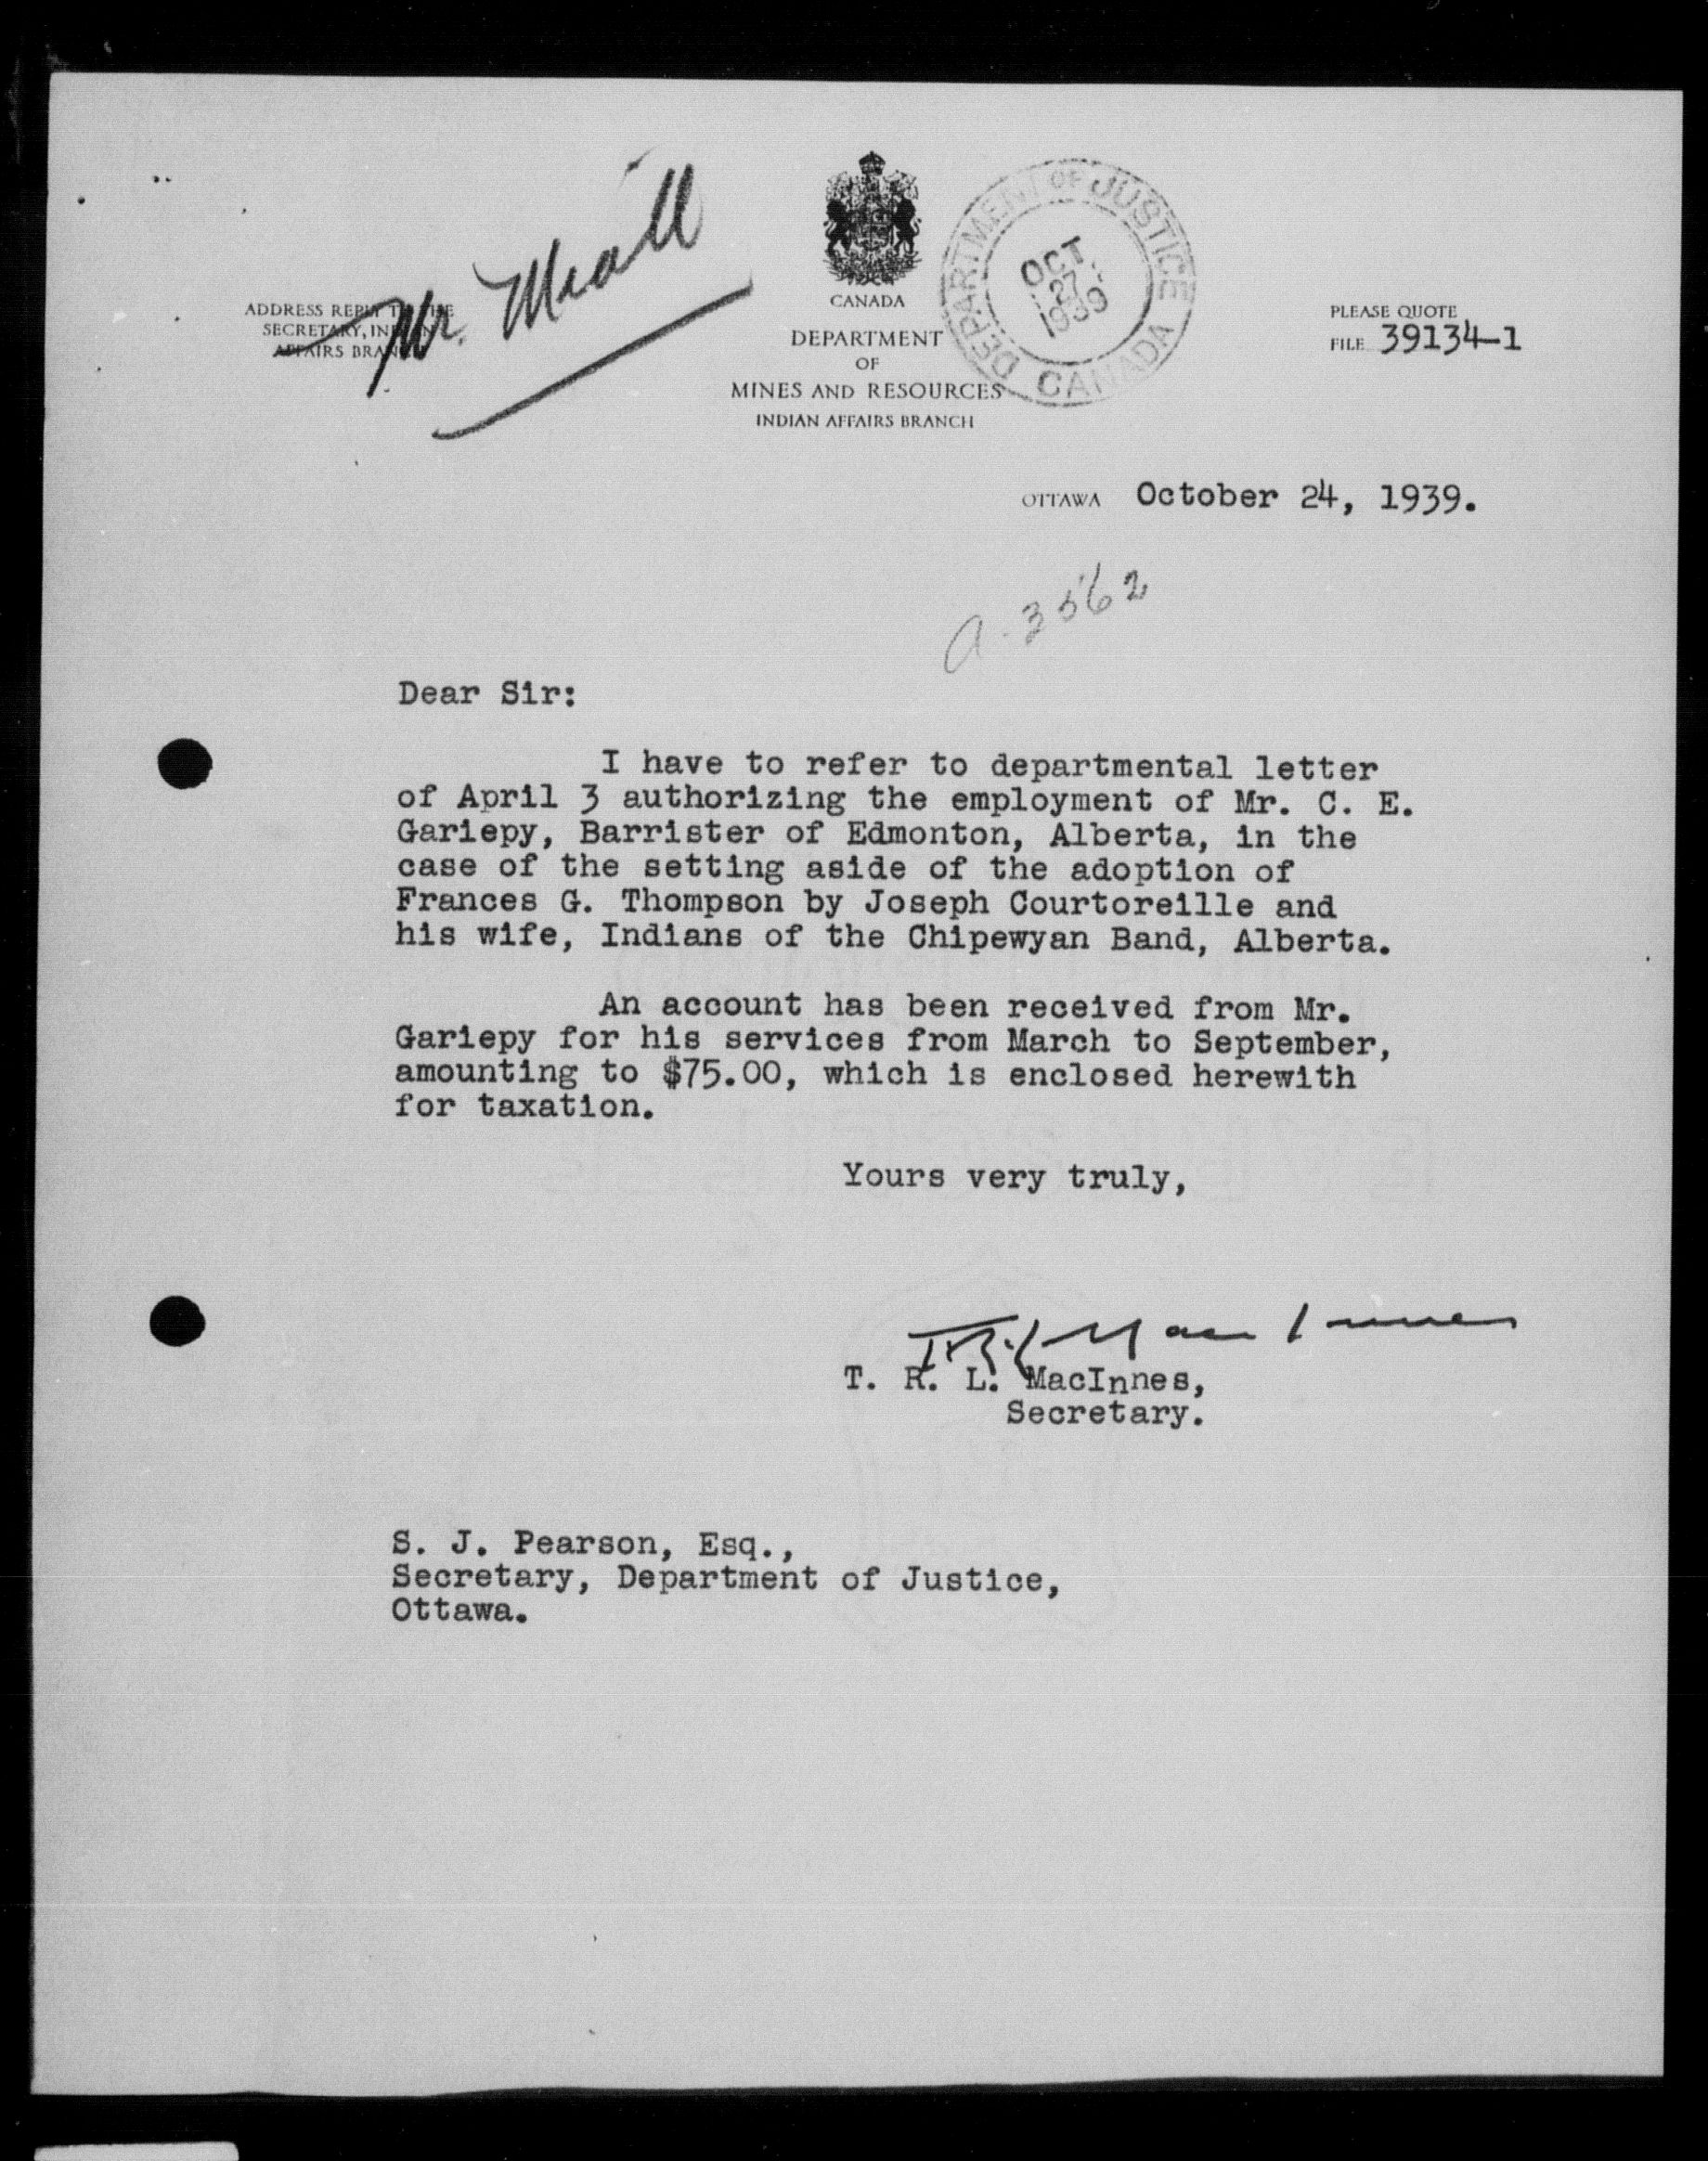 Mr. Miall
ADDRESS REPLY TO THE
SECRETARY, INDIAN
AFFAIRS BRANCH
CANADA
DEPARTMENT
OF
MINES AND RESOURCES
INDIAN AFFAIRS BRANCH
DEPARTMENT OF JUSTICE
OCT.
27
1939
CANADA
PLEASE QUOTE
FILE 39134-1
OTTAWA October 24, 1939.
a-3562
Dear Sir:
I have to refer to departmental letter
of April 3 authorizing the employment of Mr. C. E.
Gariepy, Barrister of Edmonton, Alberta, in the
case of the setting aside of the adoption of
Frances G. Thompson by Joseph Courtoreille and
his wife, Indians of the Chipewyan Band, Alberta.
An account has been received from Mr.
Gariepy for his services from March to September,
amounting to $75.00, which is enclosed herewith
for taxation.
Yours very truly,
T.R.L. MacInnes
T. R. L. MacInnes,
Secretary.
S. J. Pearson, Esq.,
Secretary, Department of Justice,
Ottawa.